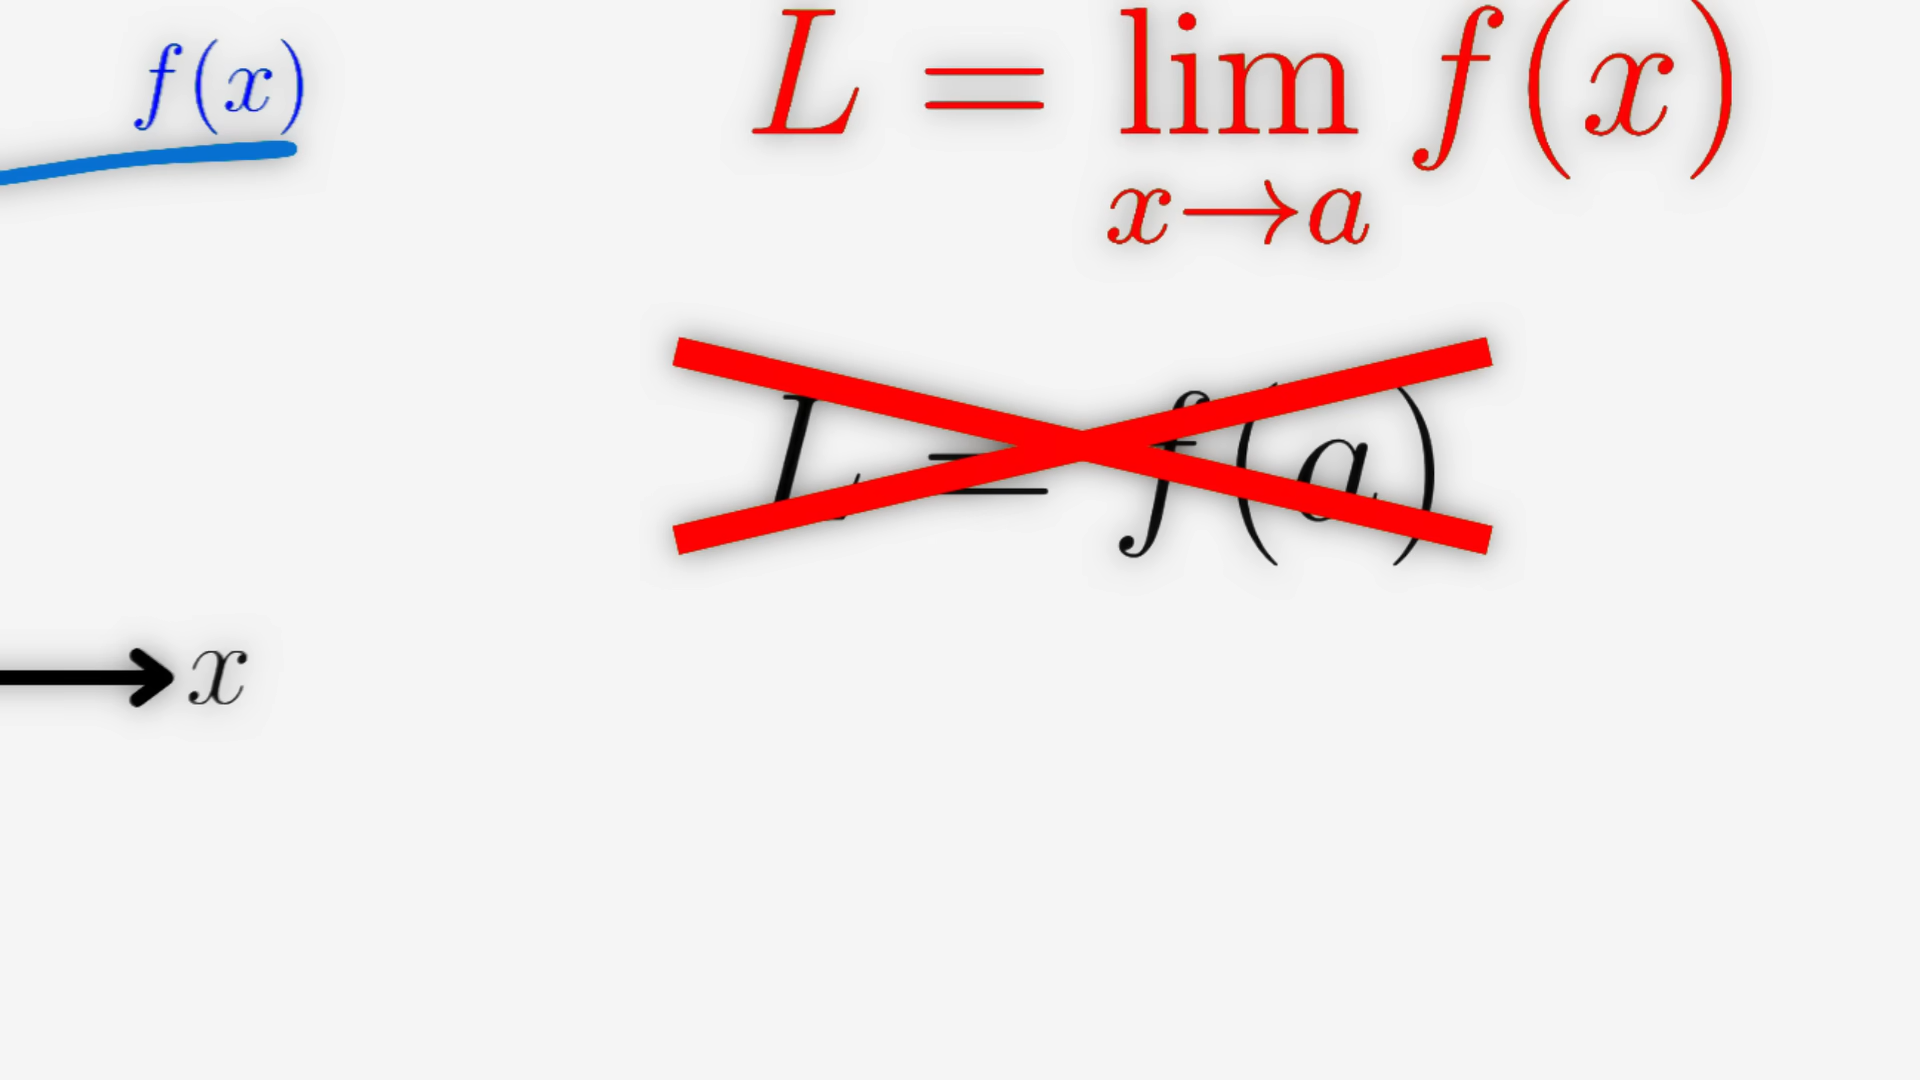 f(x)
L = lim f(x)
x→a
L = f(a)
x